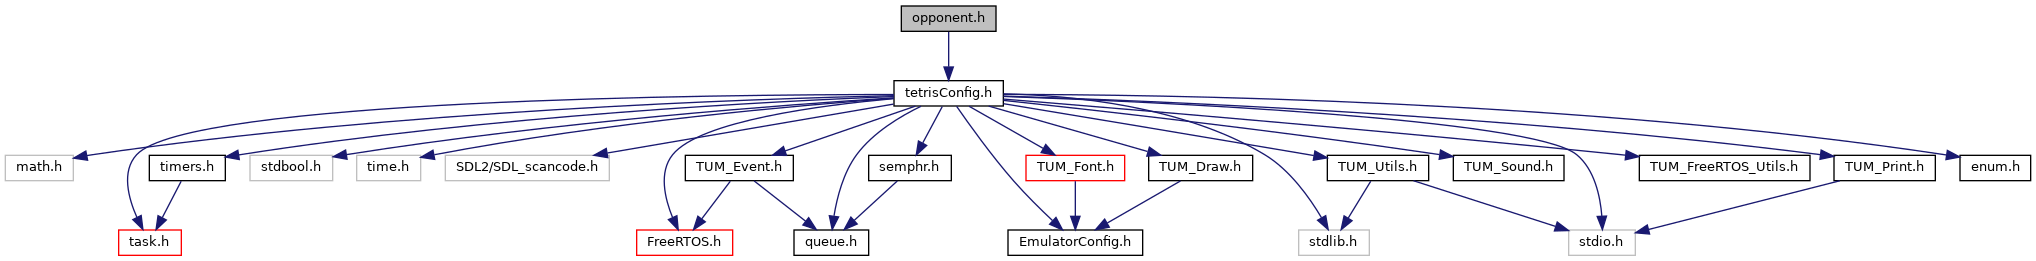 opponent.h
tetrisConfig.h
math.h
timers.h
stdbool.h
time.h
SDL2/SDL_scancode.h
TUM_Event.h
semphr.h
TUM_Font.h
TUM_Draw.h
TUM_Utils.h
TUM_Sound.h
TUM_FreeRTOS_Utils.h
TUM_Print.h
enum.h
task.h
FreeRTOS.h
queue.h
EmulatorConfig.h
stdlib.h
stdio.h